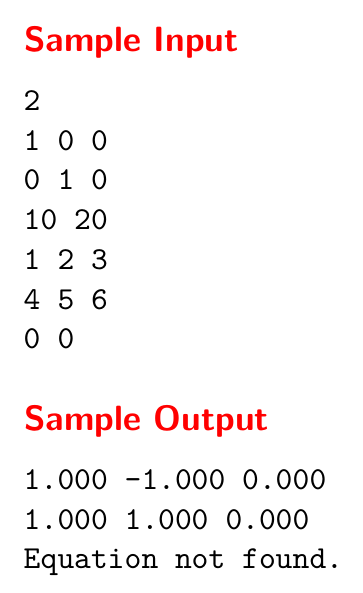 Sample Input
2
1 0 0
0 1 0
10 20
1 2 3
4 5 6
0 0
Sample Output
1.000 -1.000 0.000
1.000 1.000 0.000
Equation not found.